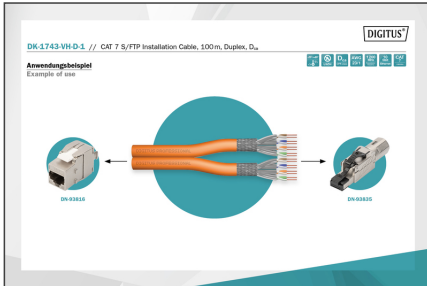 DIGITUS®
DK-1743-VH-D-1 // CAT 7 S/FTP Installation Cable, 100 m, Duplex, Dca
Anwendungsbeispiel
Example of use
DN-93816
DN-93835